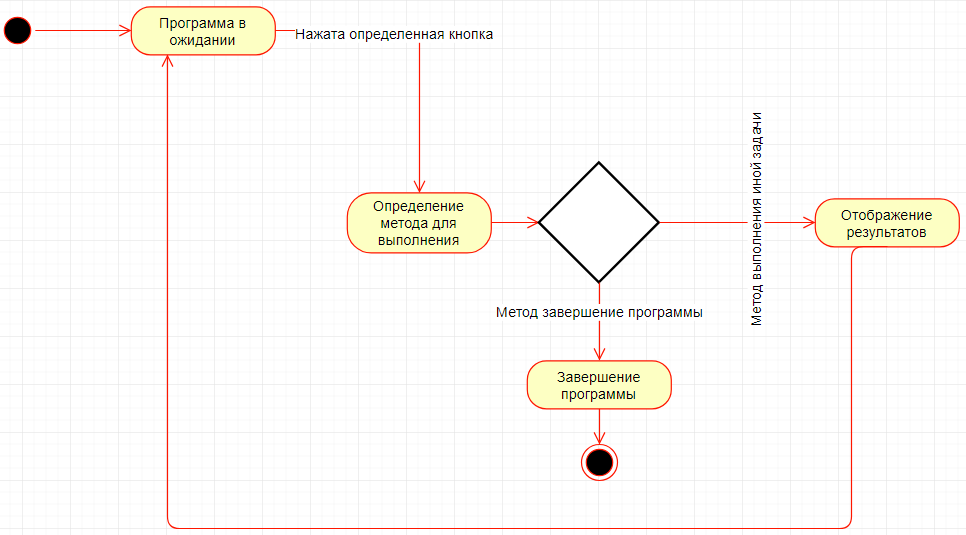 Программа в
ожидании
Нажата определенная кнопка
Определение
метода для
выполнения
Метод выполнения иной задачи
Отображение
результатов
Метод завершение программы
Завершение
программы